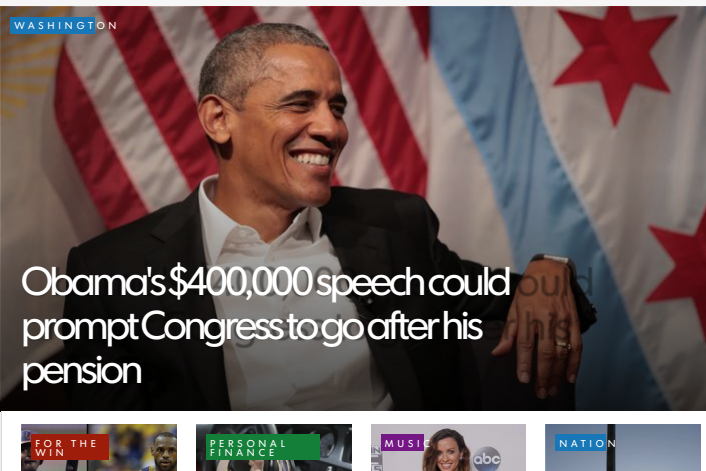 WASHINGTON
Obama's $400,000 speech could
prompt Congress to go after his
pension
FOR THE
WIN
PERSONAL
FINANCE
MUSIC
NATION
abc